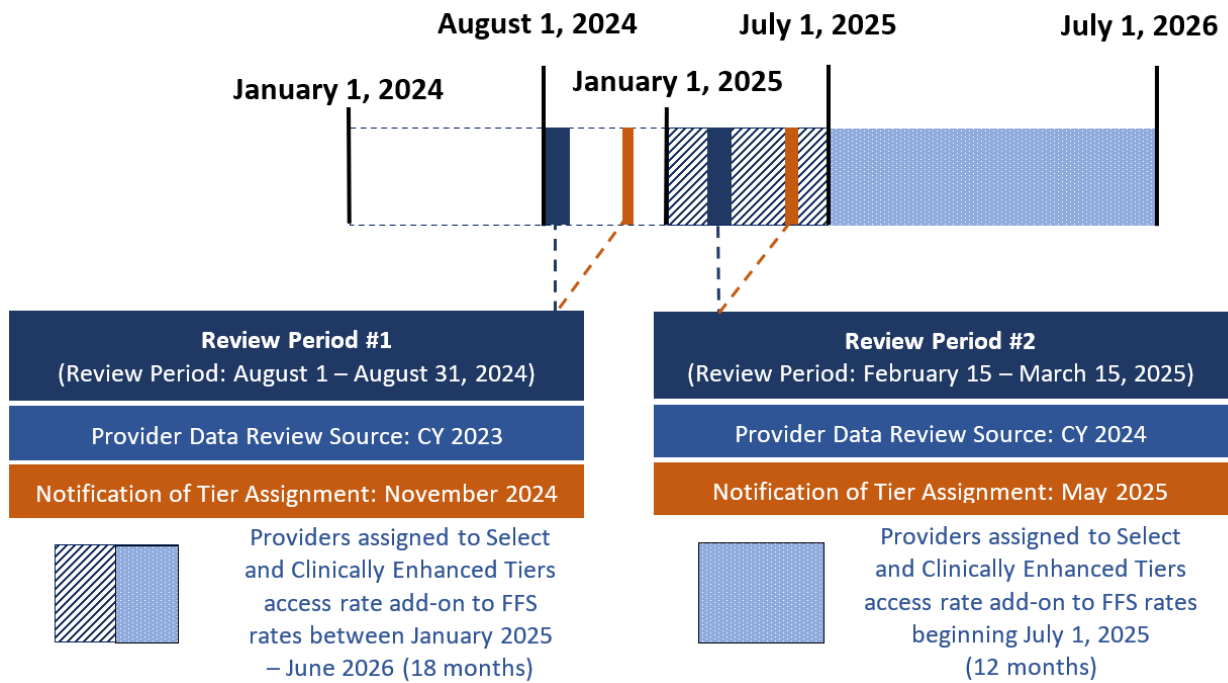 August 1, 2024
July 1, 2025
July 1, 2026
January 1, 2024
January 1, 2025
Review Period #1
(Review Period: August 1 – August 31, 2024)
Provider Data Review Source: CY 2023
Notification of Tier Assignment: November 2024
Providers assigned to Select
and Clinically Enhanced Tiers
access rate add-on to FFS
rates between January 2025
– June 2026 (18 months)
Review Period #2
(Review Period: February 15 – March 15, 2025)
Provider Data Review Source: CY 2024
Notification of Tier Assignment: May 2025
Providers assigned to Select
and Clinically Enhanced Tiers
access rate add-on to FFS rates
beginning July 1, 2025
(12 months)